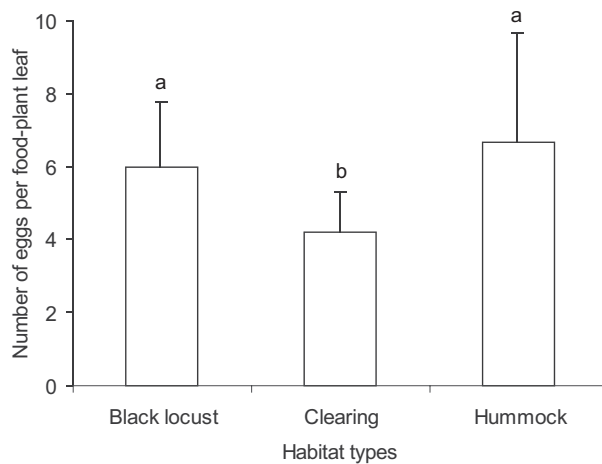 Number of eggs per food-plant leaf
10
8
6
4
2
0
a
b
a
Black locust
Clearing
Hummock
Habitat types